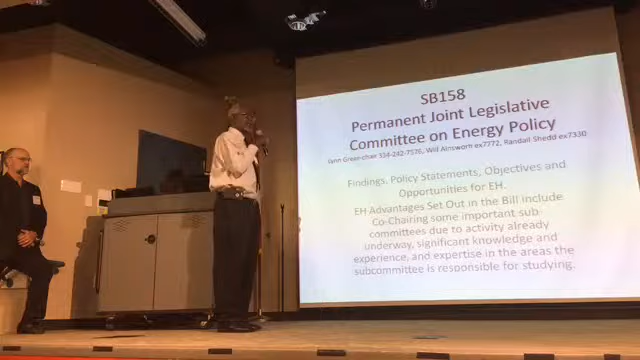 SB158
Permanent Joint Legislative
Committee on Energy Policy
Lynn Greer-chair 334-242-7576, Will Ainsworth ex7772, Randall Shedd ex7330
Findings, Policy Statements, Objectives and
Opportunities for EH.
EH-Advantages Set Out in the Bill Include
Co-Chairing some important sub-
committees due to activity already
underway, significant knowledge and
experience, and expertise in the areas the
subcommittee is responsible for studying.